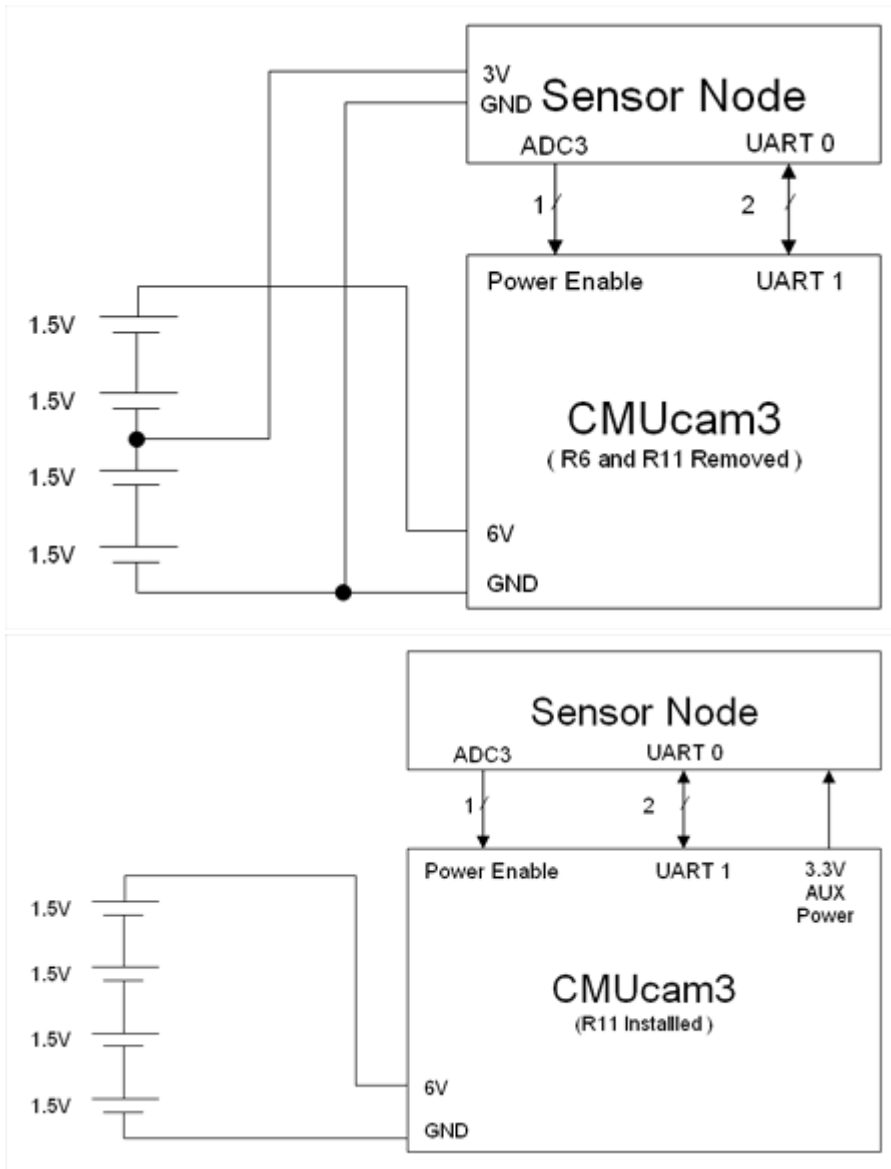 3V
GND
Sensor Node
ADC3
UART 0
1
2
Power Enable
UART 1
1.5V
1.5V
1.5V
1.5V
CMUcam3
( R6 and R11 Removed )
6V
GND
Sensor Node
ADC3
UART 0
1
2
Power Enable
UART 1
3.3V
AUX
Power
1.5V
1.5V
1.5V
1.5V
CMUcam3
(R11 Installled )
6V
GND